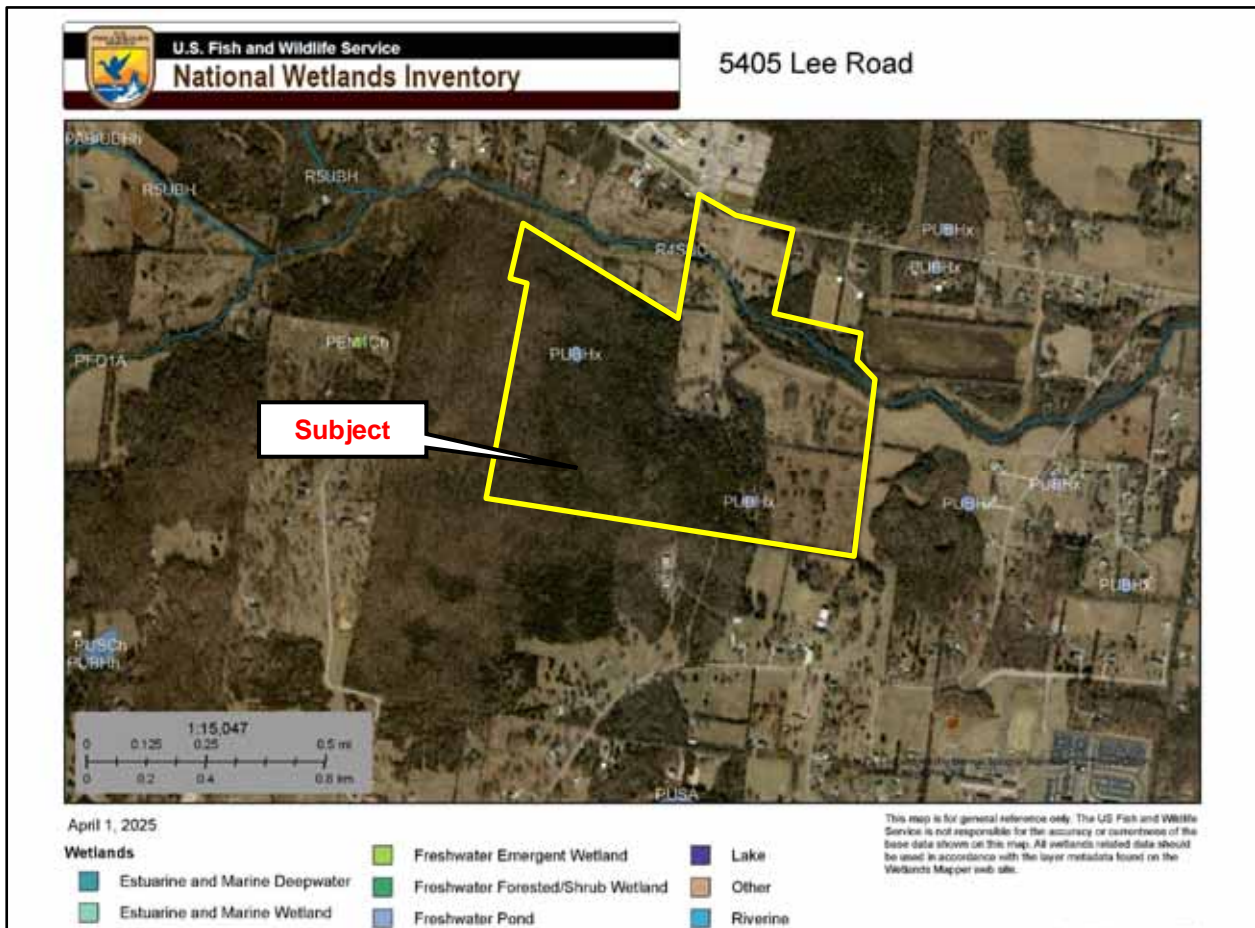 U.S. Fish and Wildlife Service
National Wetlands Inventory
5405 Lee Road
R5UBH
R5UBH
PUBHx
PUBHx
PEM1Ch
PUBHx
PFO1A
Subject
PUBHx
PUBHx
PUBHx
PUBHx
PUSCh
PUBHh
PUSA
1:15,047
0 0.125 0.25 0.5 mi
0 0.2 0.4 0.8 km
April 1, 2025
Wetlands
Estuarine and Marine Deepwater
Estuarine and Marine Wetland
Freshwater Emergent Wetland
Freshwater Forested/Shrub Wetland
Freshwater Pond
Lake
Other
Riverine
This map is for general reference only. The US Fish and Wildlife
Service is not responsible for the accuracy or currentness of the
base data shown on this map. All wetlands related data should
be used in accordance with the layer metadata found on the
Wetlands Mapper web site.